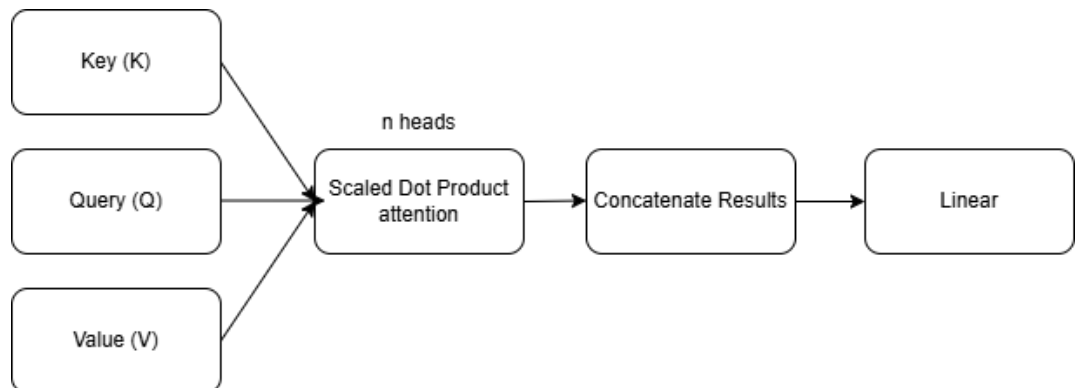 Key (K)
Query (Q)
Value (V)
n heads
Scaled Dot Product
attention
Concatenate Results
Linear